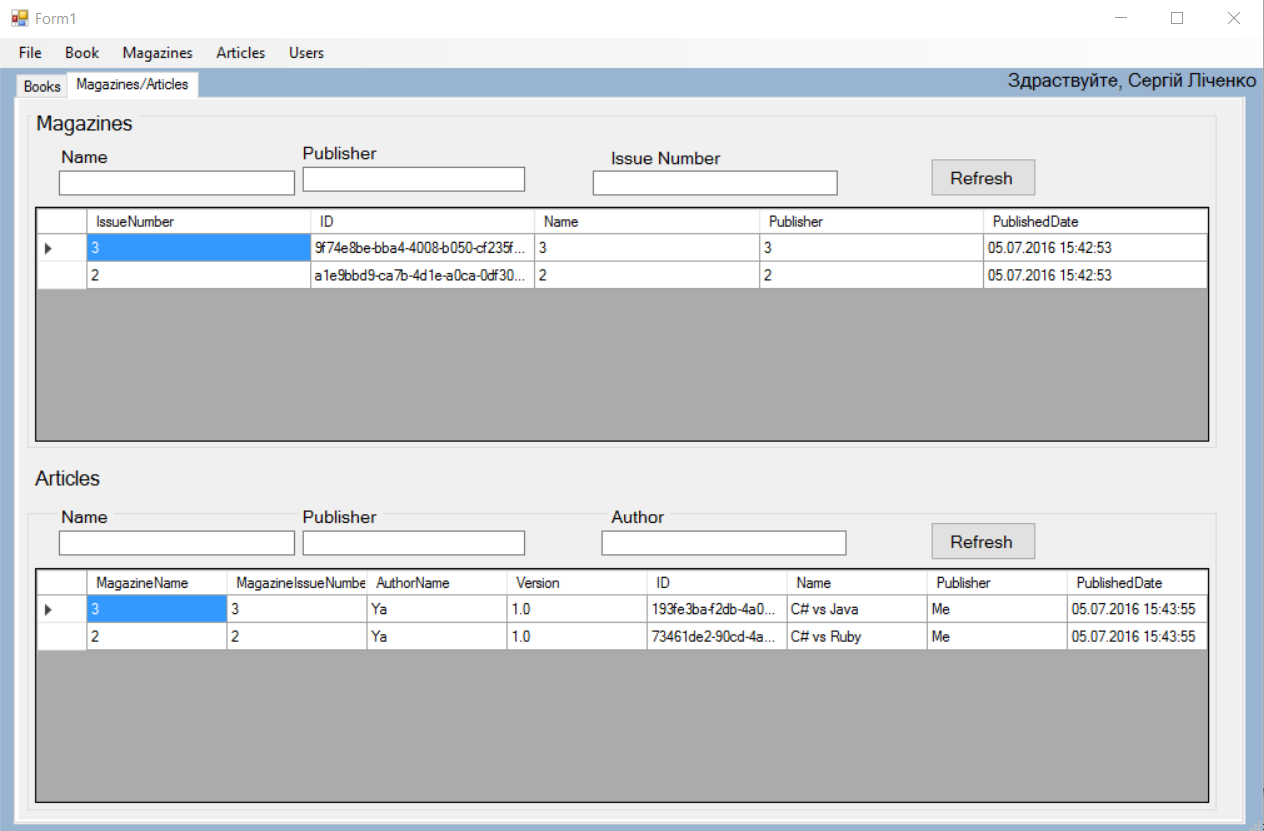 Form1
File Book Magazines Articles Users
Books Magazines/Articles Здраствуйте, Сергій Ліченко
Magazines
Name Publisher Issue Number
Refresh
IssueNumber ID Name Publisher PublishedDate
3 9f74e8be-bba4-4008-b050-cf235f... 3 3 05.07.2016 15:42:53
2 a1e9bbd9-ca7b-4d1e-a0ca-0df30... 2 2 05.07.2016 15:42:53
Articles
Name Publisher Author
Refresh
MagazineName MagazineIssueNumbe AuthorName Version ID Name Publisher PublishedDate
3 3 Ya 1.0 193fe3ba-f2db-4a0... C# vs Java Me 05.07.2016 15:43:55
2 2 Ya 1.0 73461de2-90cd-4a... C# vs Ruby Me 05.07.2016 15:43:55